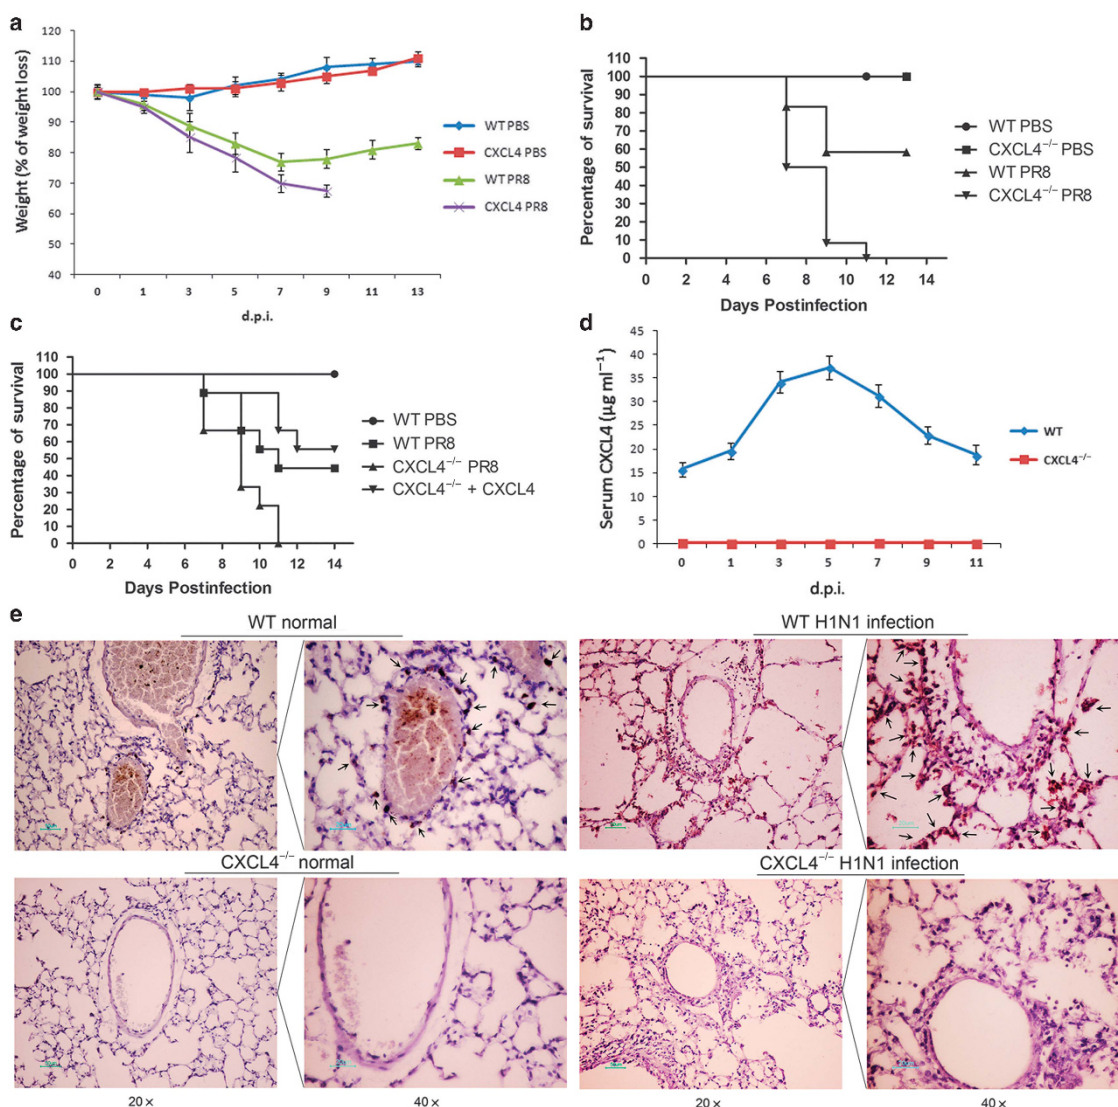 a
Weight (% of weight loss)
120
110
100
90
80
70
60
50
40
0 1 3 5 7 9 11 13
d.p.i.
WT PBS
CXCL4 PBS
WT PR8
CXCL4 PR8
b
Percentage of survival
110
100
90
80
70
60
50
40
30
20
10
0
0 2 4 6 8 10 12 14
Days Postinfection
WT PBS
CXCL4−/− PBS
WT PR8
CXCL4−/− PR8
c
Percentage of survival
110
100
90
80
70
60
50
40
30
20
10
0
0 2 4 6 8 10 12 14
Days Postinfection
WT PBS
WT PR8
CXCL4−/− PR8
CXCL4−/− + CXCL4
d
Serum CXCL4 (µg ml−1)
45
40
35
30
25
20
15
10
5
0
0 1 3 5 7 9 11
d.p.i.
WT
CXCL4−/−
e
WT normal
WT H1N1 infection
CXCL4−/− normal
CXCL4−/− H1N1 infection
20 × 40 × 20 × 40 ×